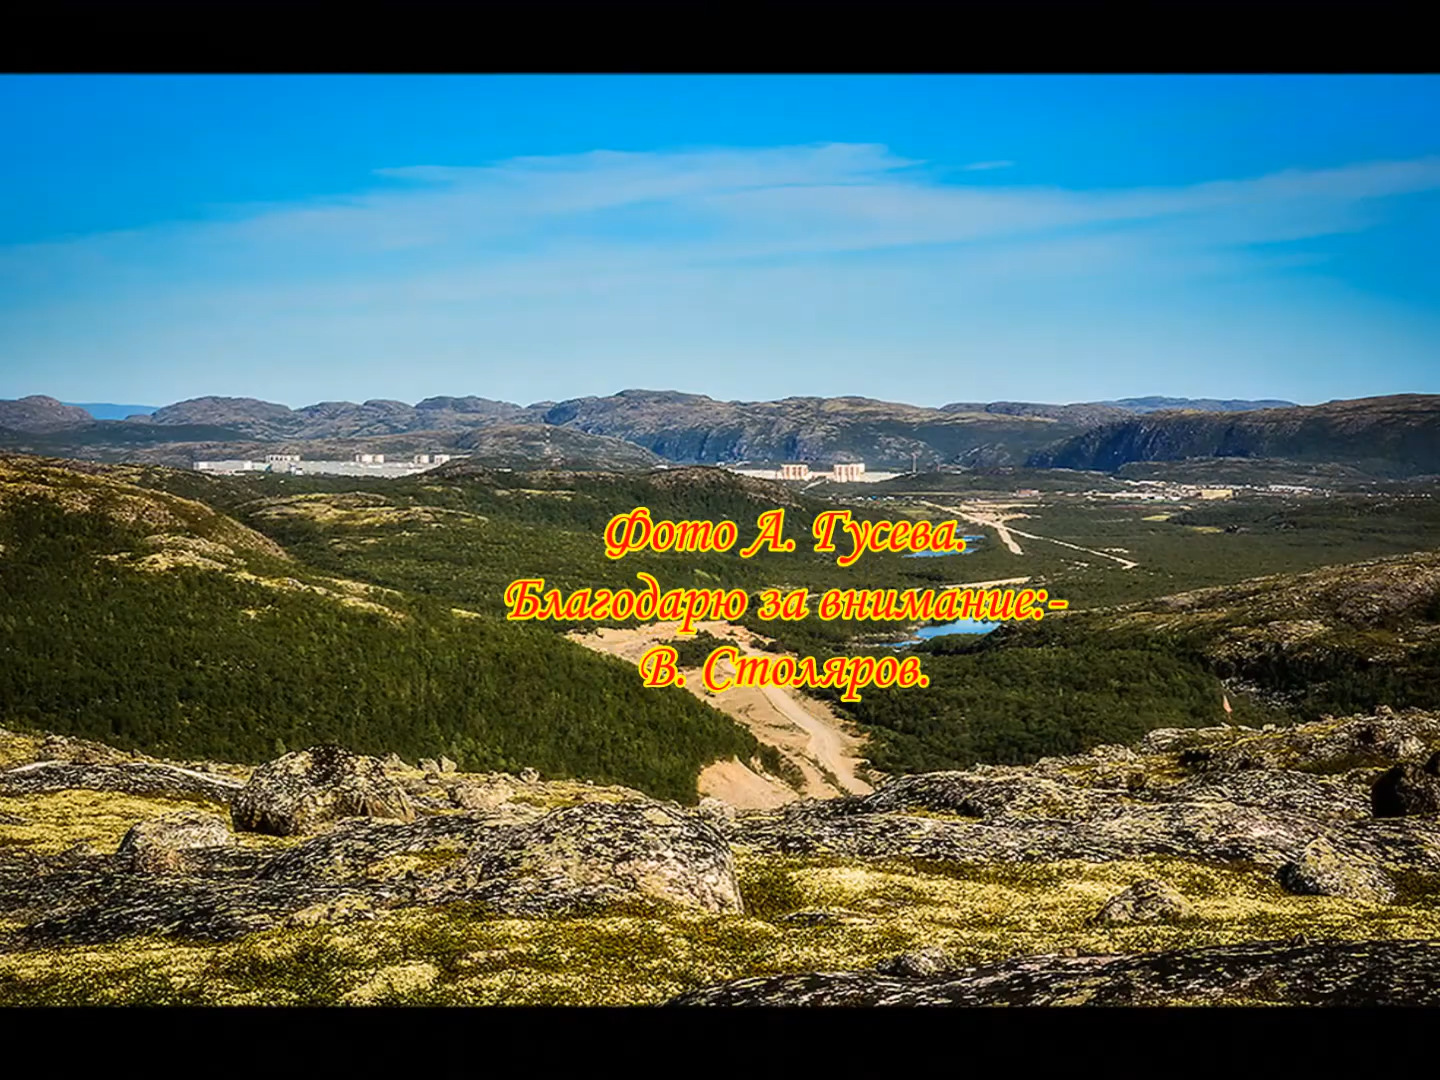 Фото А. Гусева.
Благодарю за внимание:-
В. Столяров.